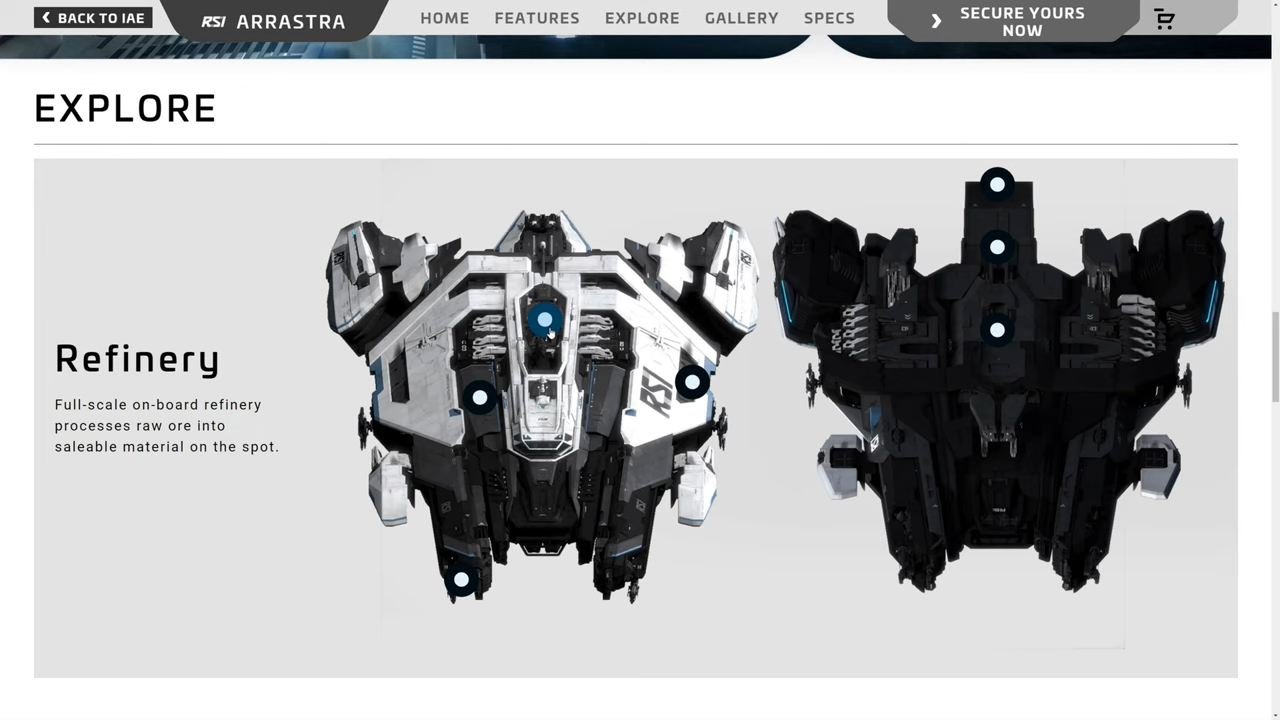 BACK TO IAE
RSI ARRASTRA
HOME
FEATURES
EXPLORE
GALLERY
SPECS
SECURE YOURS
NOW
EXPLORE
Refinery
Full-scale on-board refinery
processes raw ore into
saleable material on the spot.
RSI